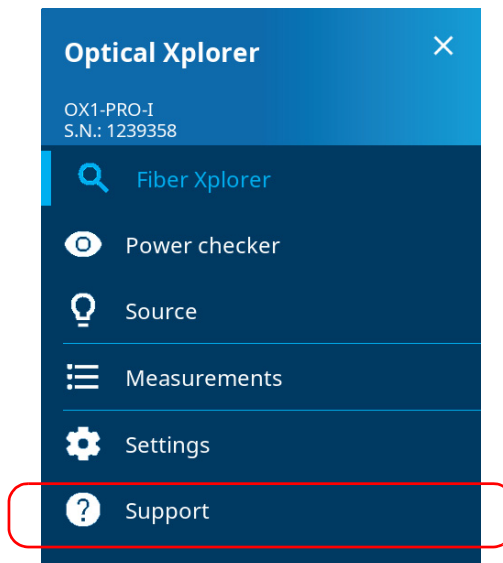 Optical Xplorer
OX1-PRO-I
S.N.: 1239358
Fiber Xplorer
Power checker
Source
Measurements
Settings
Support